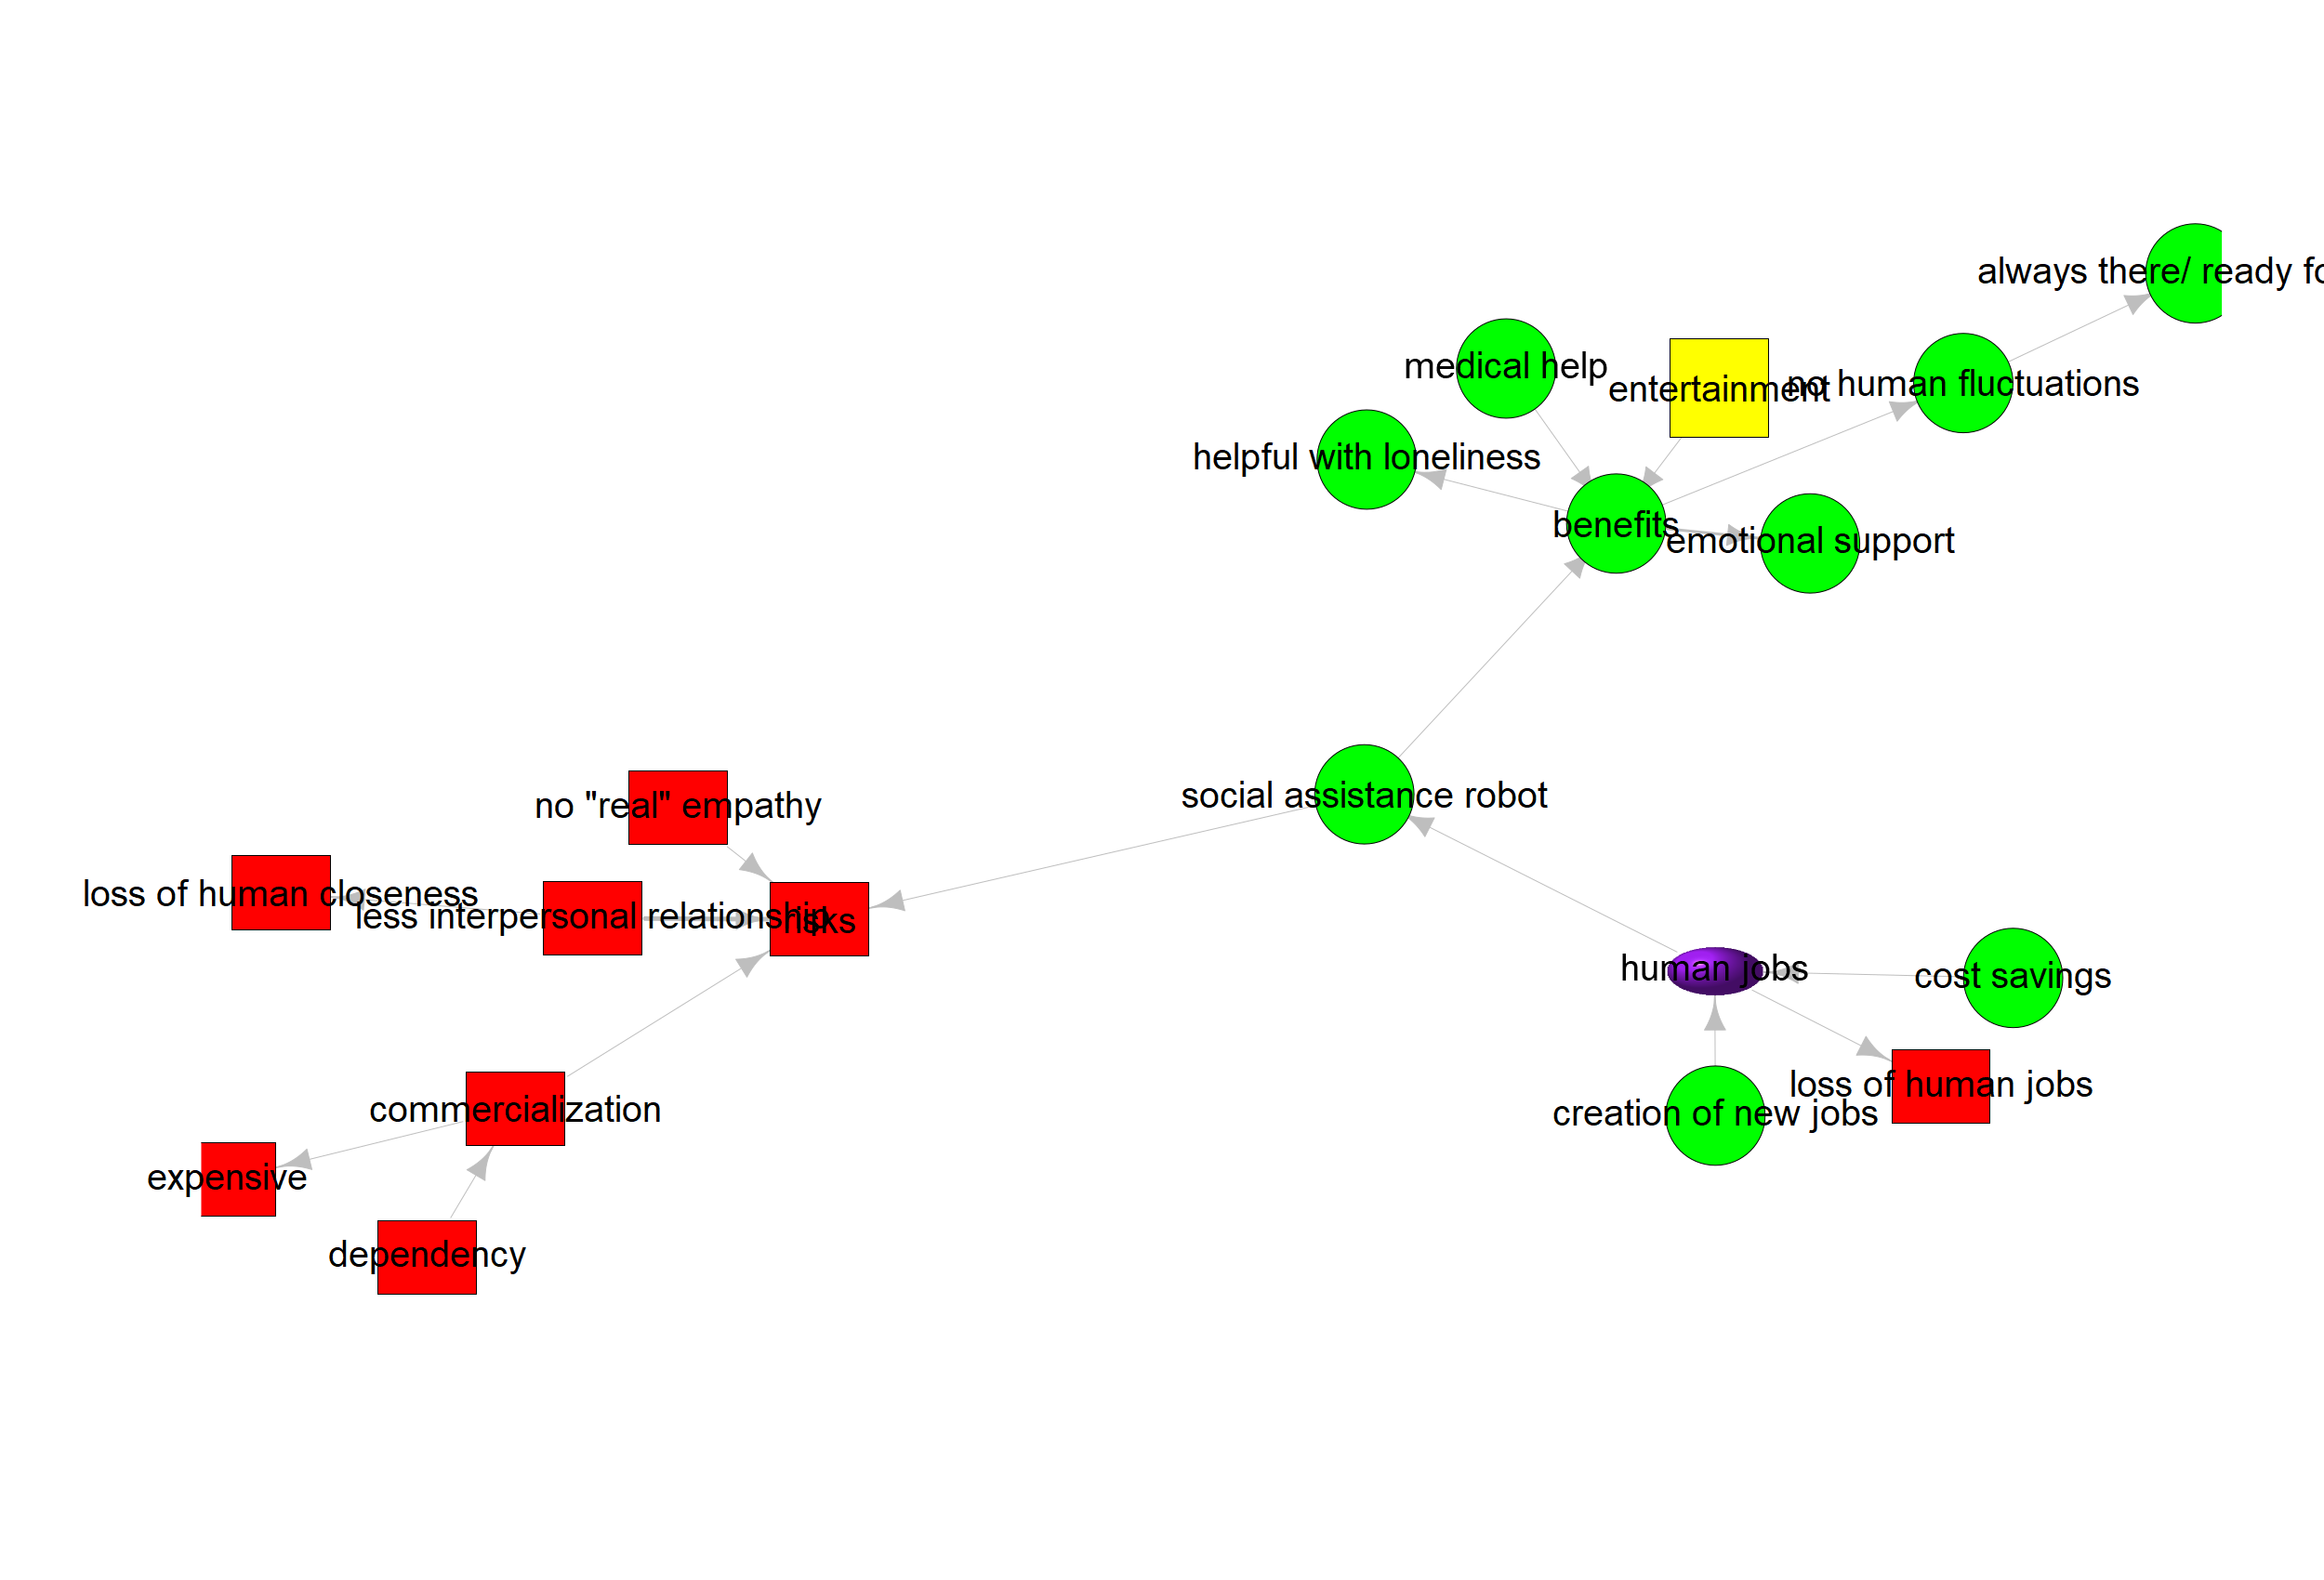 always there/ ready fo
medical help
entertainment
no human fluctuations
helpful with loneliness
benefits
emotional support
social assistance robot
no "real" empathy
loss of human closeness
less interpersonal relationship
risks
human jobs
cost savings
loss of human jobs
commercialization
creation of new jobs
expensive
dependency